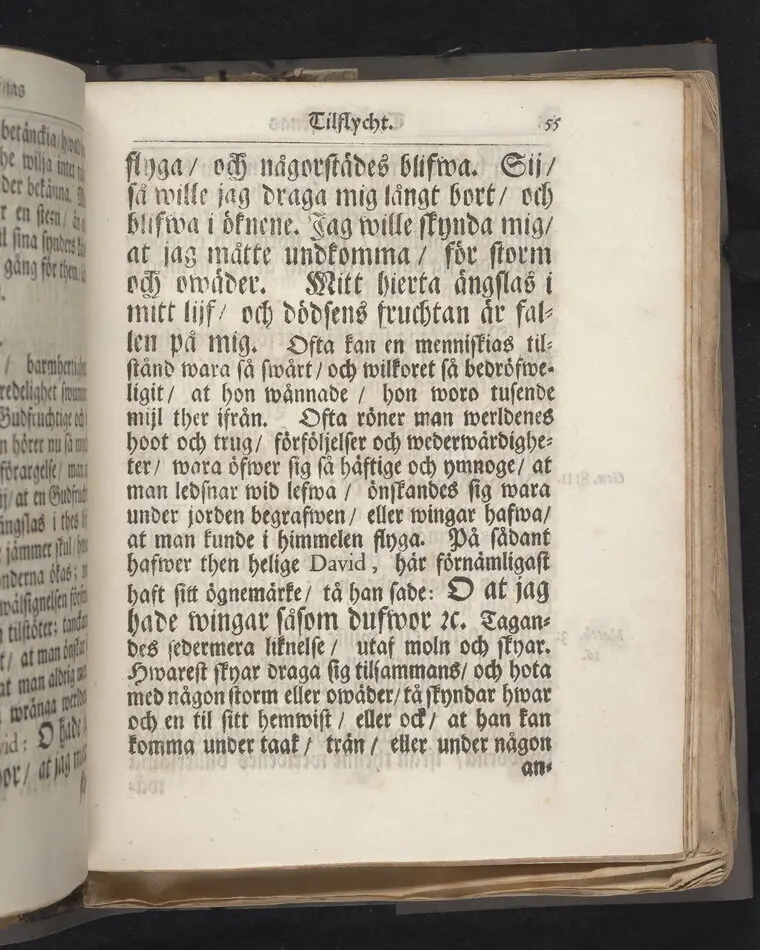 Tilflycht. 55
flyga / och någorstädes blifwa. Sij /
så wille jag draga mig långt bort / och
blifwa i öknene. Jag wille skynda mig /
at jag måtte undkomma / för storm
och owäder. Mitt hierta ängslas i
mitt lijf / och dödsens fruchtan är fal⸗
len på mig. Ofta kan en menniskias til⸗
stånd wara så swårt / och wilkoret så bedröfwe⸗
ligit / at hon wånnade / hon woro tusende
mijl ther ifrån. Ofta röner man werldenes
hoot och trug / förföljelser och wederwärdighe⸗
ter / wara öfwer sig så häftige och ymnoge / at
man ledsnar wid lefwa / önskandes sig wara
under jorden begrafwen / eller wingar hafwa /
at man kunde i himmelen flyga. På sådant
hafwer then helige David, här förnämligast
haft sitt ögnemärke / tå han sade: O at jag
hade wingar såsom dufwor ꝛc. Tagan⸗
des sedermera liknelse / utaf moln och skyar.
Hwarest skyar draga sig tilsammans / och hota
med någon storm eller owäder / tå skyndar hwar
och en til sitt hemwist / eller ock / at han kan
komma under taak / trän / eller under någon
an⸗